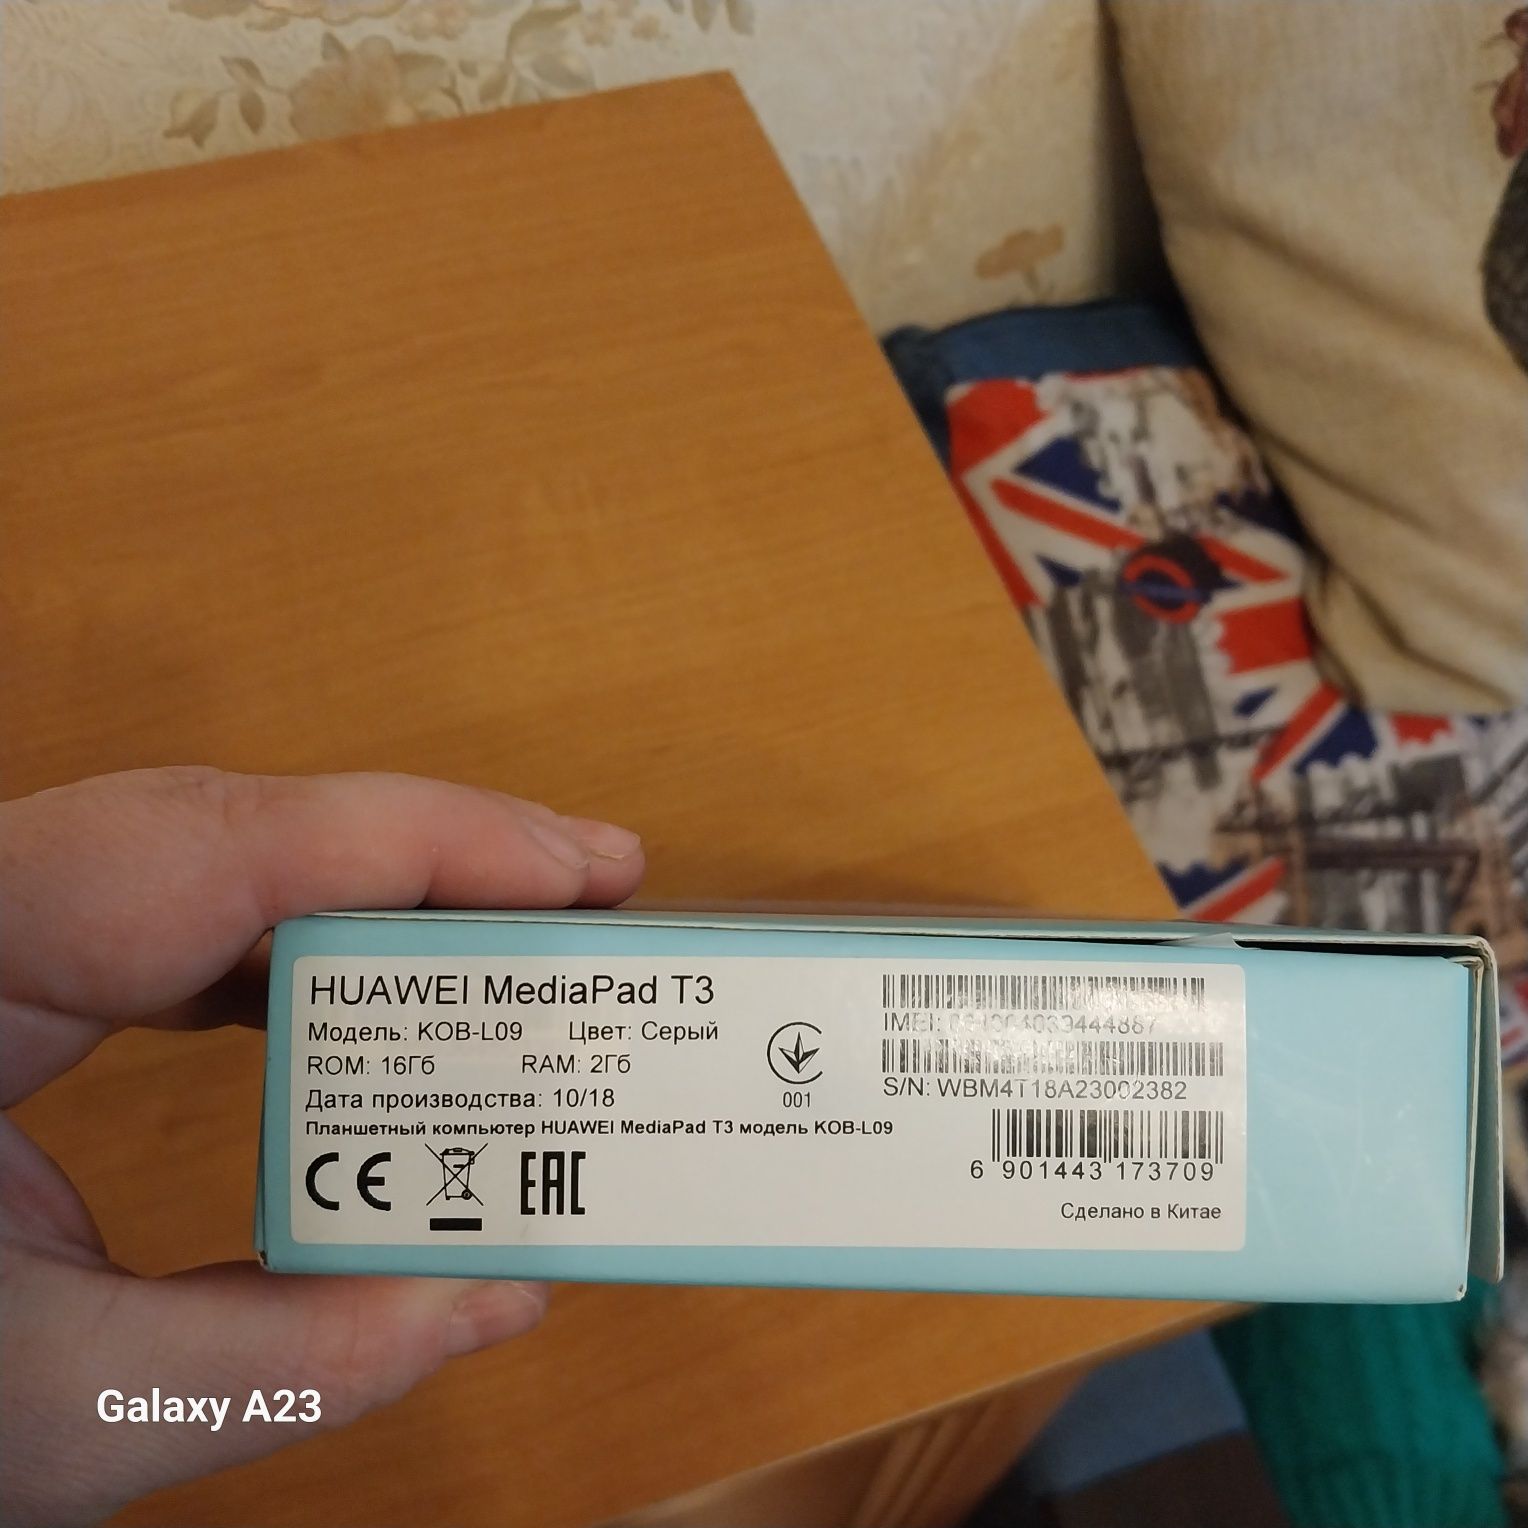 HUAWEI MediaPad T3
Модель: KOB-L09 Цвет: Серый
ROM: 16Гб RAM: 2Гб
Дата производства: 10/18
Планшетный компьютер HUAWEI MediaPad T3 модель KOB-L09
CE EAC
001
IMEI:
S/N: WBM4T18A23002382
6 901443 173709
Сделано в Китае
Galaxy A23